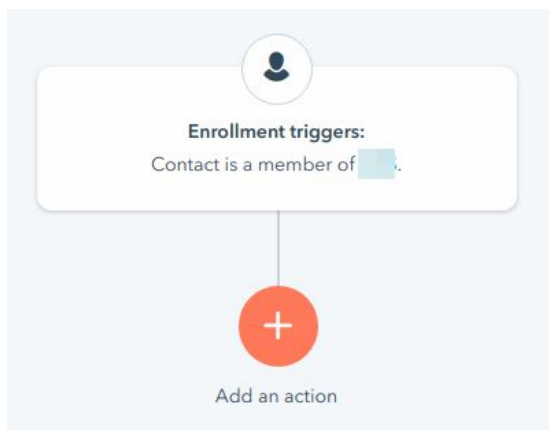 Enrollment triggers:
Contact is a member of .
Add an action